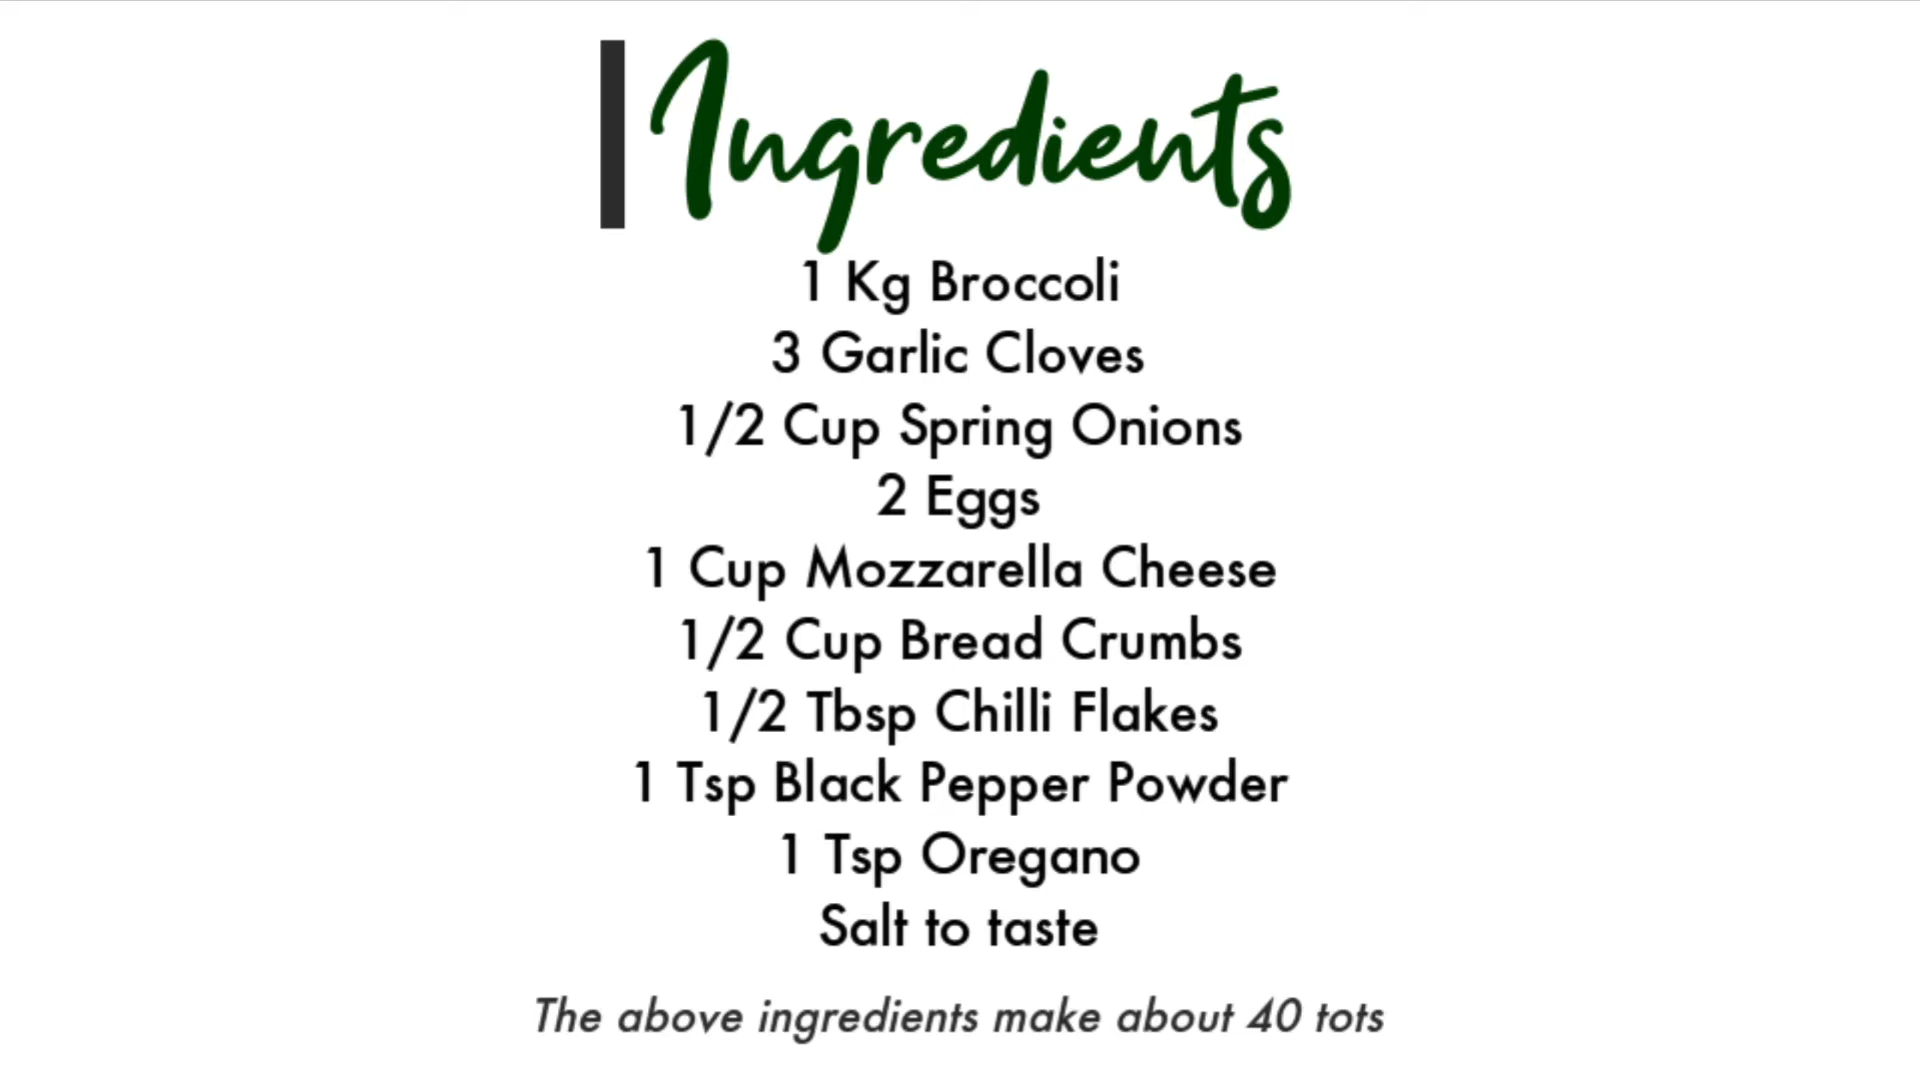 Ingredients
1 Kg Broccoli
3 Garlic Cloves
1/2 Cup Spring Onions
2 Eggs
1 Cup Mozzarella Cheese
1/2 Cup Bread Crumbs
1/2 Tbsp Chilli Flakes
1 Tsp Black Pepper Powder
1 Tsp Oregano
Salt to taste
The above ingredients make about 40 tots